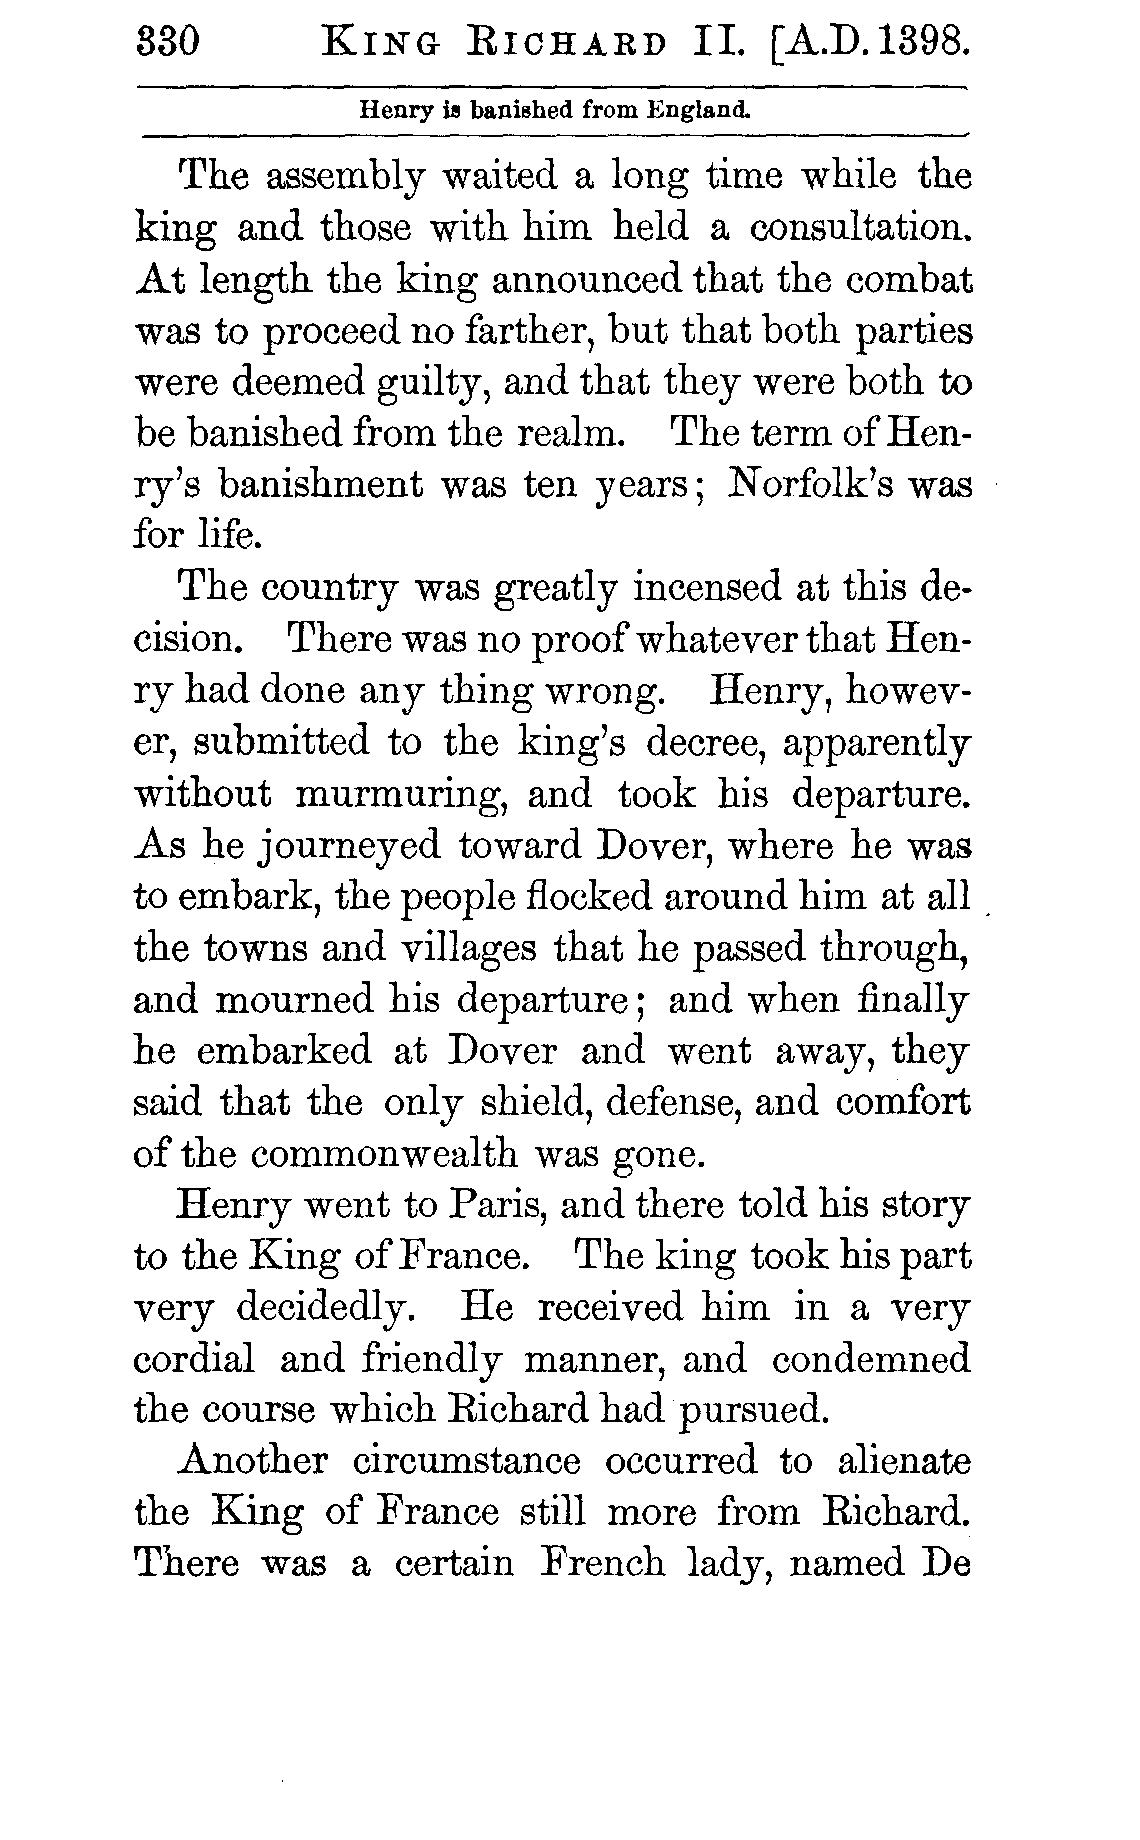 330 KING RICHARD II. [A.D. 1398.
Henry is banished from England.
The assembly waited a long time while the
king and those with him held a consultation.
At length the king announced that the combat
was to proceed no farther, but that both parties
were deemed guilty, and that they were both to
be banished from the realm. The term of Hen-
ry's banishment was ten years; Norfolk's was
for life.
The country was greatly incensed at this de-
cision. There was no proof whatever that Hen-
ry had done any thing wrong. Henry, howev-
er, submitted to the king's decree, apparently
without murmuring, and took his departure.
As he journeyed toward Dover, where he was
to embark, the people flocked around him at all
the towns and villages that he passed through,
and mourned his departure; and when finally
he embarked at Dover and went away, they
said that the only shield, defense, and comfort
of the commonwealth was gone.
Henry went to Paris, and there told his story
to the King of France. The king took his part
very decidedly. He received him in a very
cordial and friendly manner, and condemned
the course which Richard had pursued.
Another circumstance occurred to alienate
the King of France still more from Richard.
There was a certain French lady, named De